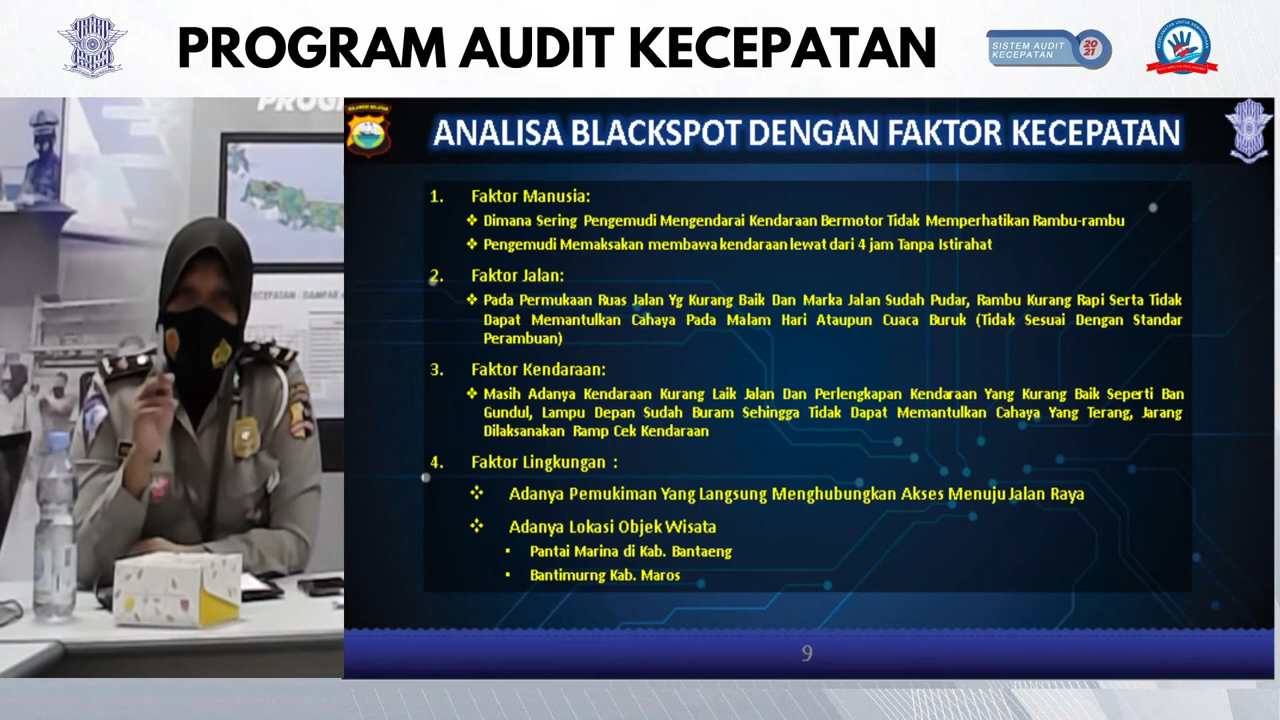 PROGRAM AUDIT KECEPATAN
SISTEM AUDIT
KECEPATAN
20
21
SULAWESI SELATAN
ANALISA BLACKSPOT DENGAN FAKTOR KECEPATAN
1. Faktor Manusia:
❖ Dimana Sering Pengemudi Mengendarai Kendaraan Bermotor Tidak Memperhatikan Rambu-rambu
❖ Pengemudi Memaksakan membawa kendaraan lewat dari 4 jam Tanpa Istirahat
2. Faktor Jalan:
❖ Pada Permukaan Ruas Jalan Yg Kurang Baik Dan Marka Jalan Sudah Pudar, Rambu Kurang Rapi Serta Tidak
Dapat Memantulkan Cahaya Pada Malam Hari Ataupun Cuaca Buruk (Tidak Sesuai Dengan Standar
Perambuan)
3. Faktor Kendaraan:
❖ Masih Adanya Kendaraan Kurang Laik Jalan Dan Perlengkapan Kendaraan Yang Kurang Baik Seperti Ban
Gundul, Lampu Depan Sudah Buram Sehingga Tidak Dapat Memantulkan Cahaya Yang Terang, Jarang
Dilaksanakan Ramp Cek Kendaraan
4. Faktor Lingkungan :
❖ Adanya Pemukiman Yang Langsung Menghubungkan Akses Menuju Jalan Raya
❖ Adanya Lokasi Objek Wisata
▪ Pantai Marina di Kab. Bantaeng
▪ Bantimurng Kab. Maros
9